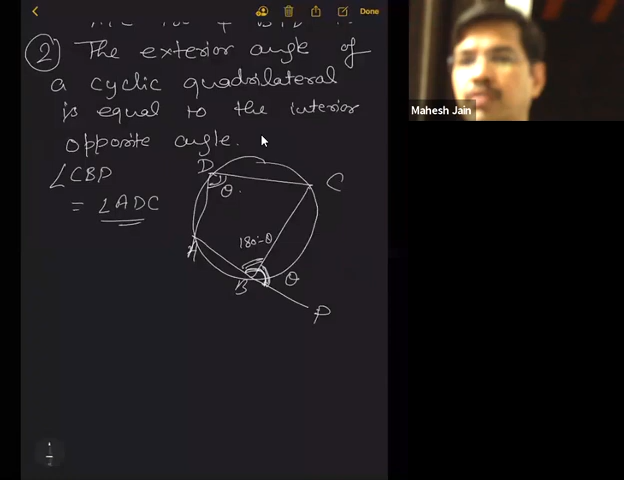 Done
② The exterior angle of
a cyclic quadrilateral
is equal to the interior
opposite angle.
Mahesh Jain
∠CBP
= ∠ADC
D
C
θ
A
180-θ
B
θ
P